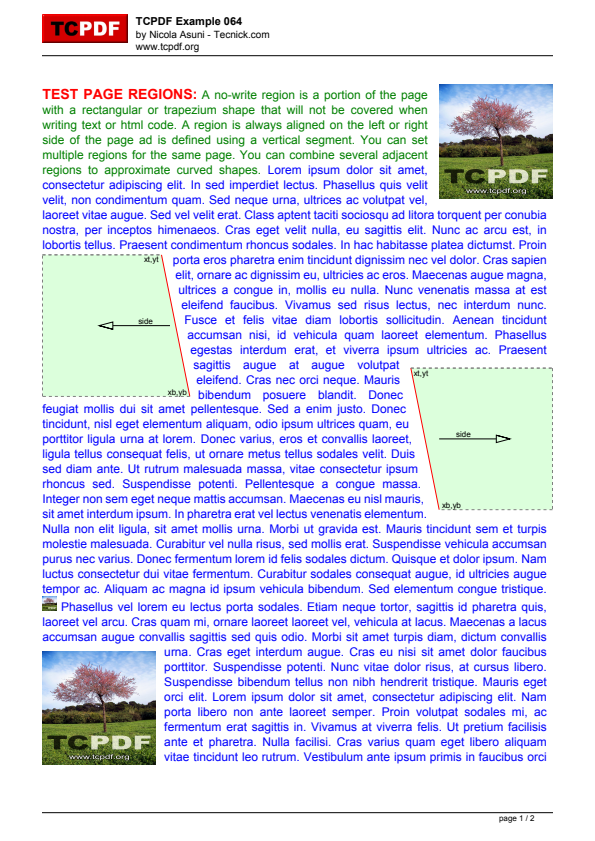 TCPDF
TCPDF Example 064
by Nicola Asuni - Tecnick.com
www.tcpdf.org
TEST PAGE REGIONS: A no-write region is a portion of the page
with a rectangular or trapezium shape that will not be covered when
writing text or html code. A region is always aligned on the left or right
side of the page ad is defined using a vertical segment. You can set
multiple regions for the same page. You can combine several adjacent
regions to approximate curved shapes. Lorem ipsum dolor sit amet,
consectetur adipiscing elit. In sed imperdiet lectus. Phasellus quis velit
velit, non condimentum quam. Sed neque urna, ultrices ac volutpat vel,
TCPDF
www.tcpdf.org
laoreet vitae augue. Sed vel velit erat. Class aptent taciti sociosqu ad litora torquent per conubia
nostra, per inceptos himenaeos. Cras eget velit nulla, eu sagittis elit. Nunc ac arcu est, in
lobortis tellus. Praesent condimentum rhoncus sodales. In hac habitasse platea dictumst. Proin
xt,yt
side
xb,yb
porta eros pharetra enim tincidunt dignissim nec vel dolor. Cras sapien
elit, ornare ac dignissim eu, ultricies ac eros. Maecenas augue magna,
ultrices a congue in, mollis eu nulla. Nunc venenatis massa at est
eleifend faucibus. Vivamus sed risus lectus, nec interdum nunc.
Fusce et felis vitae diam lobortis sollicitudin. Aenean tincidunt
accumsan nisi, id vehicula quam laoreet elementum. Phasellus
egestas interdum erat, et viverra ipsum ultricies ac. Praesent
sagittis augue at augue volutpat
eleifend. Cras nec orci neque. Mauris
bibendum posuere blandit. Donec
feugiat mollis dui sit amet pellentesque. Sed a enim justo. Donec
tincidunt, nisl eget elementum aliquam, odio ipsum ultrices quam, eu
porttitor ligula urna at lorem. Donec varius, eros et convallis laoreet,
ligula tellus consequat felis, ut ornare metus tellus sodales velit. Duis
sed diam ante. Ut rutrum malesuada massa, vitae consectetur ipsum
rhoncus sed. Suspendisse potenti. Pellentesque a congue massa.
Integer non sem eget neque mattis accumsan. Maecenas eu nisl mauris,
sit amet interdum ipsum. In pharetra erat vel lectus venenatis elementum.
xt,yt
side
xb,yb
Nulla non elit ligula, sit amet mollis urna. Morbi ut gravida est. Mauris tincidunt sem et turpis
molestie malesuada. Curabitur vel nulla risus, sed mollis erat. Suspendisse vehicula accumsan
purus nec varius. Donec fermentum lorem id felis sodales dictum. Quisque et dolor ipsum. Nam
luctus consectetur dui vitae fermentum. Curabitur sodales consequat augue, id ultricies augue
tempor ac. Aliquam ac magna id ipsum vehicula bibendum. Sed elementum congue tristique.
Phasellus vel lorem eu lectus porta sodales. Etiam neque tortor, sagittis id pharetra quis,
laoreet vel arcu. Cras quam mi, ornare laoreet laoreet vel, vehicula at lacus. Maecenas a lacus
accumsan augue convallis sagittis sed quis odio. Morbi sit amet turpis diam, dictum convallis
TCPDF
www.tcpdf.org
urna. Cras eget interdum augue. Cras eu nisi sit amet dolor faucibus
porttitor. Suspendisse potenti. Nunc vitae dolor risus, at cursus libero.
Suspendisse bibendum tellus non nibh hendrerit tristique. Mauris eget
orci elit. Lorem ipsum dolor sit amet, consectetur adipiscing elit. Nam
porta libero non ante laoreet semper. Proin volutpat sodales mi, ac
fermentum erat sagittis in. Vivamus at viverra felis. Ut pretium facilisis
ante et pharetra. Nulla facilisi. Cras varius quam eget libero aliquam
vitae tincidunt leo rutrum. Vestibulum ante ipsum primis in faucibus orci
page 1 / 2